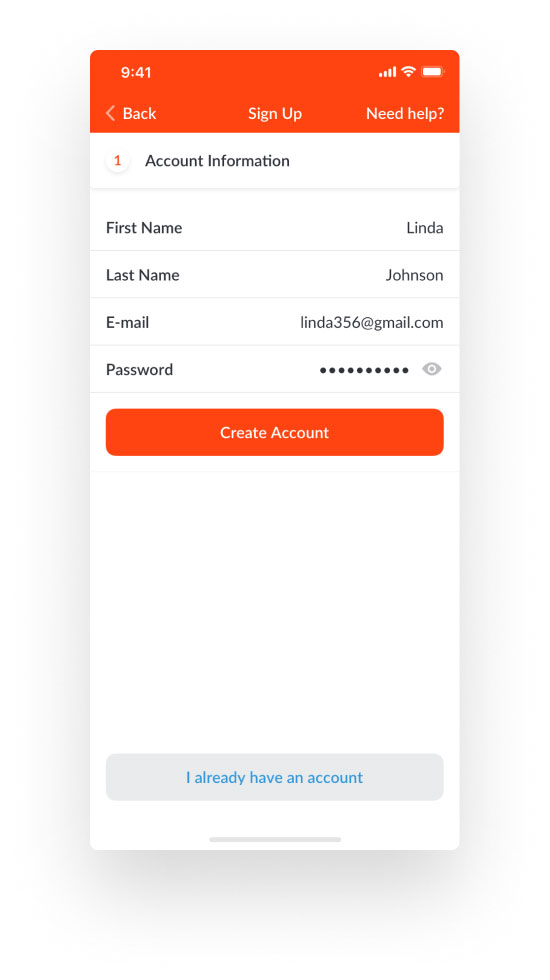 9:41
Back Sign Up Need help?
1 Account Information
First Name Linda
Last Name Johnson
E-mail linda356@gmail.com
Password ●●●●●●●●●●
Create Account
I already have an account